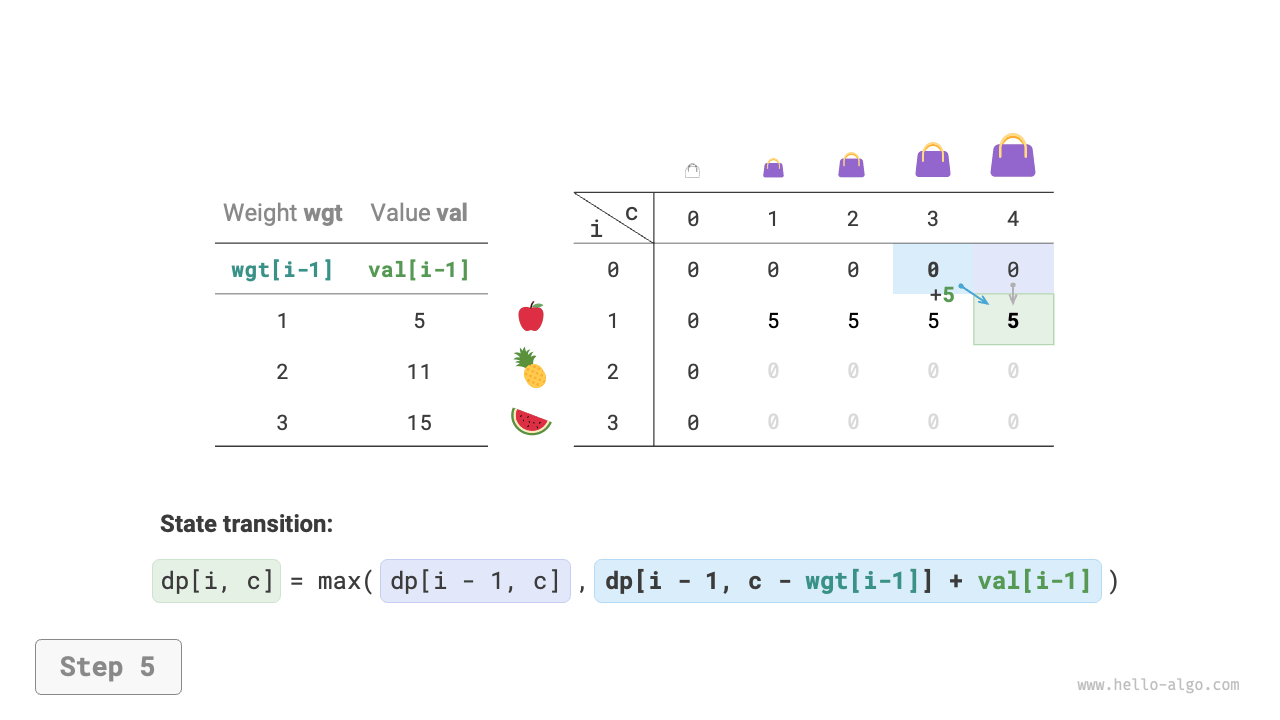 Weight wgt Value val
wgt[i-1] val[i-1]
1 5
2 11
3 15
i c 0 1 2 3 4
0 0 0 0 0 0
+5
1 0 5 5 5 5
2 0 0 0 0 0
3 0 0 0 0 0
State transition:
dp[i, c] = max( dp[i - 1, c] , dp[i - 1, c - wgt[i-1]] + val[i-1] )
Step 5
www.hello-algo.com